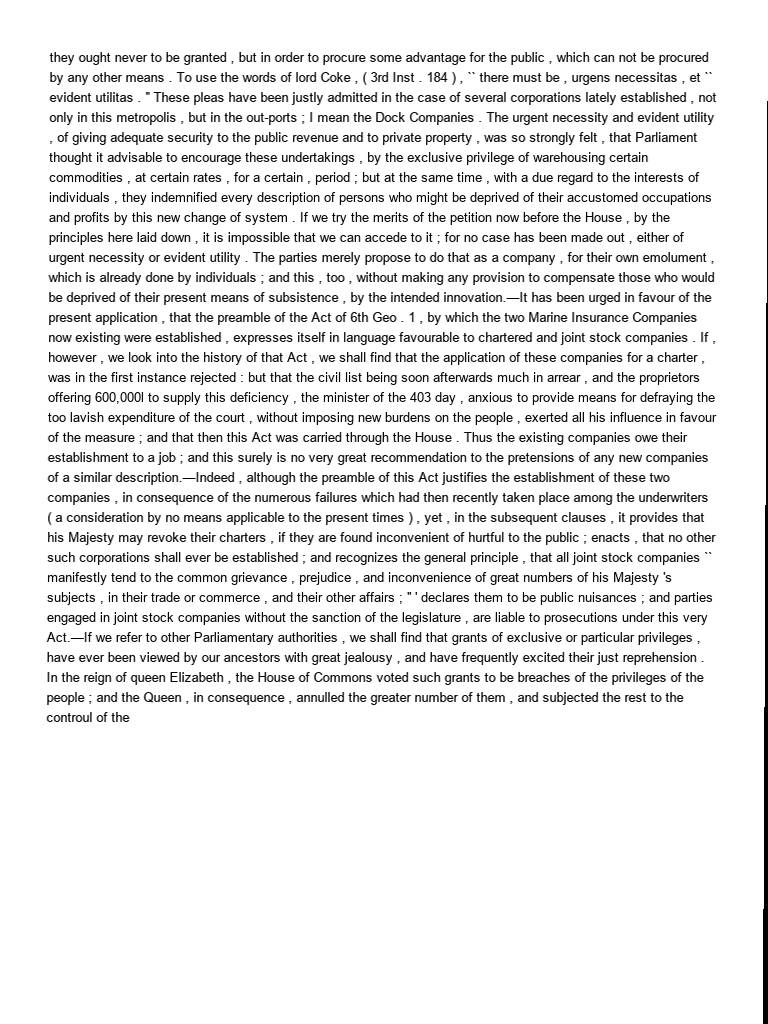 they ought never to be granted , but in order to procure some advantage for the public , which can not be procured
by any other means . To use the words of lord Coke , ( 3rd Inst . 184 ) , `` there must be , urgens necessitas , et ``
evident utilitas . " These pleas have been justly admitted in the case of several corporations lately established , not
only in this metropolis , but in the out-ports ; I mean the Dock Companies . The urgent necessity and evident utility
, of giving adequate security to the public revenue and to private property , was so strongly felt , that Parliament
thought it advisable to encourage these undertakings , by the exclusive privilege of warehousing certain
commodities , at certain rates , for a certain , period ; but at the same time , with a due regard to the interests of
individuals , they indemnified every description of persons who might be deprived of their accustomed occupations
and profits by this new change of system . If we try the merits of the petition now before the House , by the
principles here laid down , it is impossible that we can accede to it ; for no case has been made out , either of
urgent necessity or evident utility . The parties merely propose to do that as a company , for their own emolument ,
which is already done by individuals ; and this , too , without making any provision to compensate those who would
be deprived of their present means of subsistence , by the intended innovation.—It has been urged in favour of the
present application , that the preamble of the Act of 6th Geo . 1 , by which the two Marine Insurance Companies
now existing were established , expresses itself in language favourable to chartered and joint stock companies . If ,
however , we look into the history of that Act , we shall find that the application of these companies for a charter ,
was in the first instance rejected : but that the civil list being soon afterwards much in arrear , and the proprietors
offering 600,000l to supply this deficiency , the minister of the 403 day , anxious to provide means for defraying the
too lavish expenditure of the court , without imposing new burdens on the people , exerted all his influence in favour
of the measure ; and that then this Act was carried through the House . Thus the existing companies owe their
establishment to a job ; and this surely is no very great recommendation to the pretensions of any new companies
of a similar description.—Indeed , although the preamble of this Act justifies the establishment of these two
companies , in consequence of the numerous failures which had then recently taken place among the underwriters
( a consideration by no means applicable to the present times ) , yet , in the subsequent clauses , it provides that
his Majesty may revoke their charters , if they are found inconvenient of hurtful to the public ; enacts , that no other
such corporations shall ever be established ; and recognizes the general principle , that all joint stock companies ``
manifestly tend to the common grievance , prejudice , and inconvenience of great numbers of his Majesty 's
subjects , in their trade or commerce , and their other affairs ; " ' declares them to be public nuisances ; and parties
engaged in joint stock companies without the sanction of the legislature , are liable to prosecutions under this very
Act.—If we refer to other Parliamentary authorities , we shall find that grants of exclusive or particular privileges ,
have ever been viewed by our ancestors with great jealousy , and have frequently excited their just reprehension .
In the reign of queen Elizabeth , the House of Commons voted such grants to be breaches of the privileges of the
people ; and the Queen , in consequence , annulled the greater number of them , and subjected the rest to the
controul of the